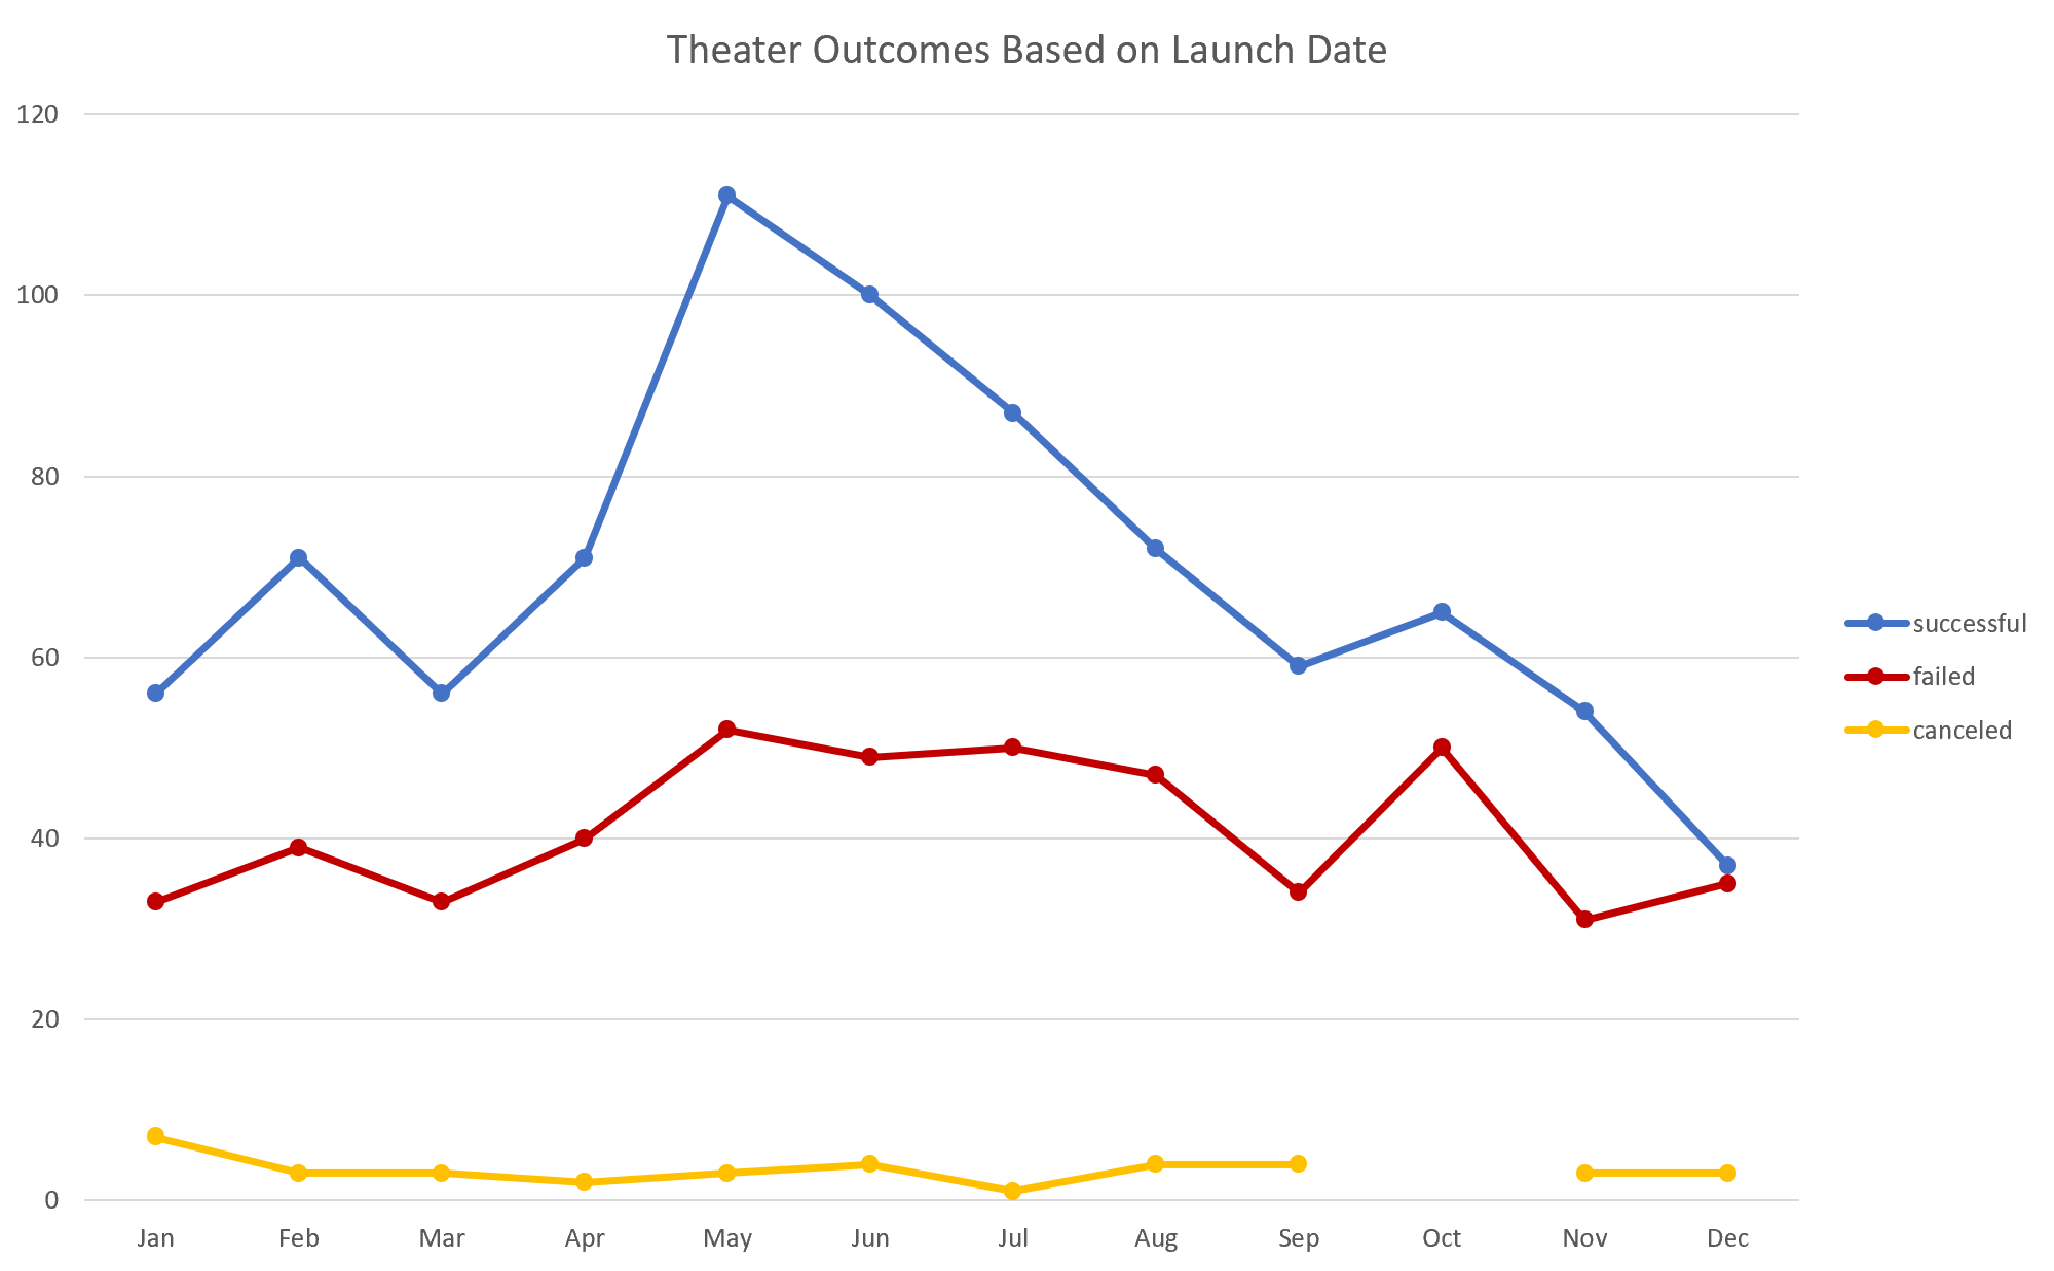 Theater Outcomes Based on Launch Date
120
100
80
60
40
20
0
Jan Feb Mar Apr May Jun Jul Aug Sep Oct Nov Dec
successful
failed
canceled